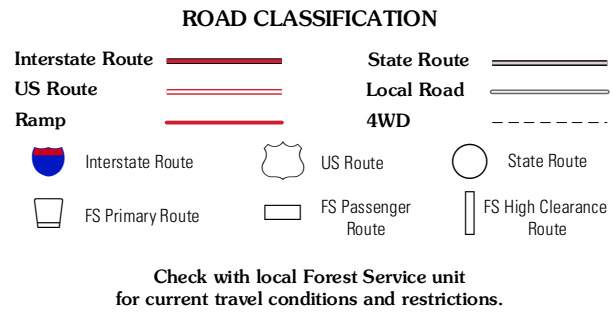 ROAD CLASSIFICATION
Interstate Route
State Route
US Route
Local Road
Ramp
4WD
Interstate Route
US Route
State Route
FS Primary Route
FS Passenger
Route
FS High Clearance
Route
Check with local Forest Service unit
for current travel conditions and restrictions.